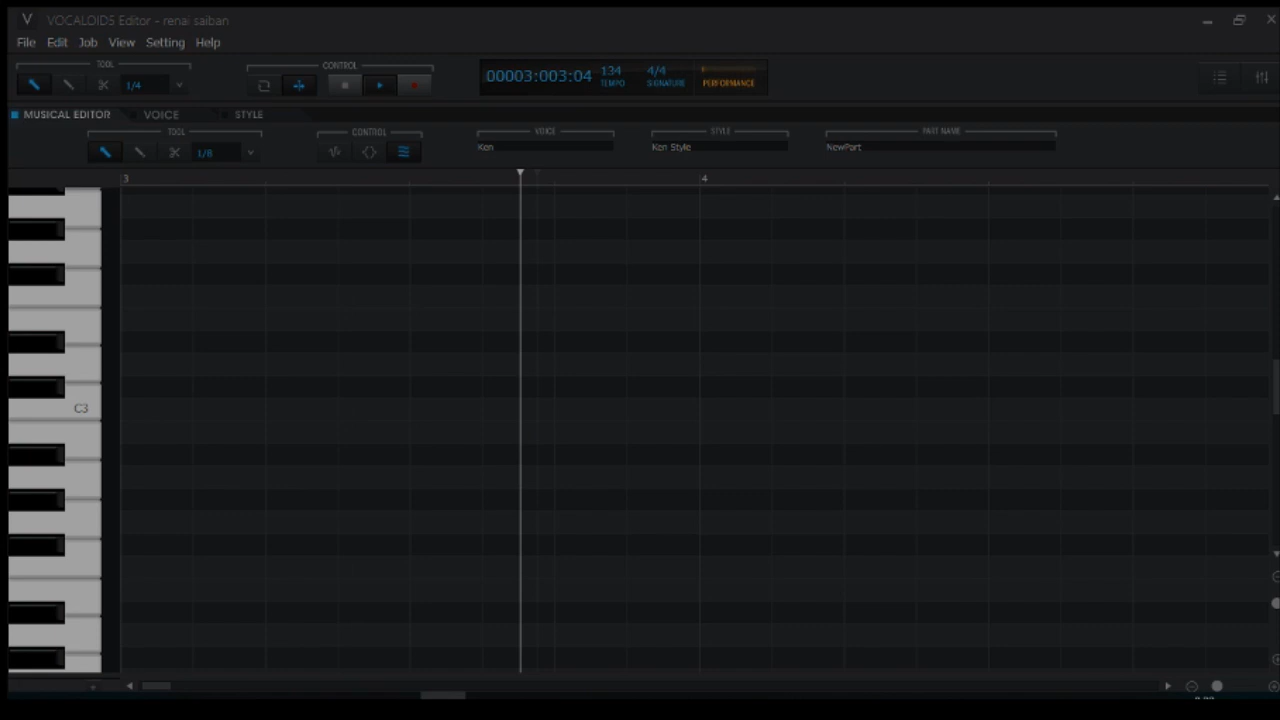 V VOCALOID5 Editor - renai saiban
File Edit Job View Setting Help
TOOL CONTROL
1/4
00003:003:04 134 4/4
TEMPO SIGNATURE PERFORMANCE
MUSICAL EDITOR VOICE STYLE
TOOL CONTROL VOICE STYLE PART NAME
1/8 Ken Ken Style NewPart
3 4
C3